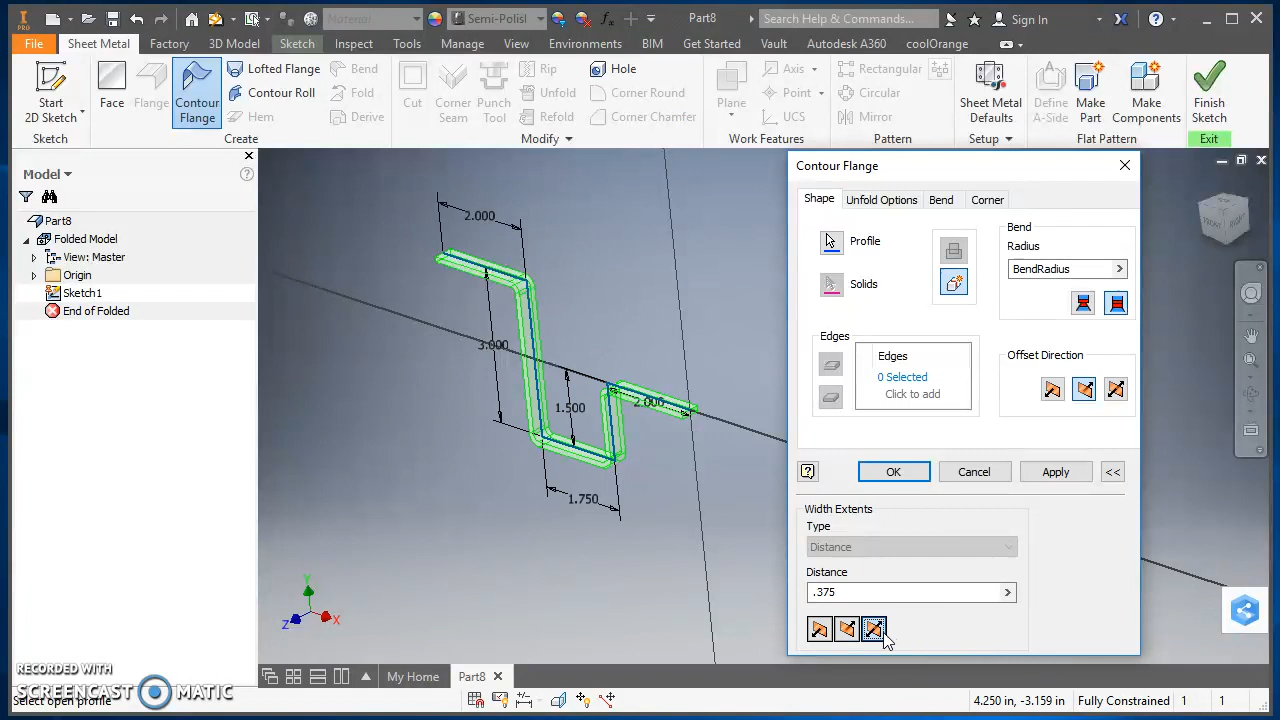 PRO
Material
Semi-Polisl
Part8
Search Help & Commands...
Sign In
File
Sheet Metal
Factory
3D Model
Sketch
Inspect
Tools
Manage
View
Environments
BIM
Get Started
Vault
Autodesk A360
coolOrange
Start
2D Sketch
Face
Flange
Contour
Flange
Lofted Flange
Contour Roll
Hem
Bend
Fold
Derive
Cut
Corner
Seam
Punch
Tool
Rip
Unfold
Refold
Hole
Corner Round
Corner Chamfer
Plane
Axis
Point
UCS
Rectangular
Circular
Mirror
Sheet Metal
Defaults
Define
A-Side
Make
Part
Make
Components
Finish
Sketch
Sketch
Create
Modify
Work Features
Pattern
Setup
Flat Pattern
Exit
Model
Part8
Folded Model
View: Master
Origin
Sketch1
End of Folded
2.000
3.000
1.500
2.000
1.750
Y
X
Z
Contour Flange
Shape
Unfold Options
Bend
Corner
Profile
Solids
Bend
Radius
BendRadius
Edges
Edges
0 Selected
Click to add
Offset Direction
OK
Cancel
Apply
<<
Width Extents
Type
Distance
Distance
.375
My Home
Part8
RECORDED WITH
SCREENCAST MATIC
Select open profile
4.250 in, -3.159 in
Fully Constrained
1
1